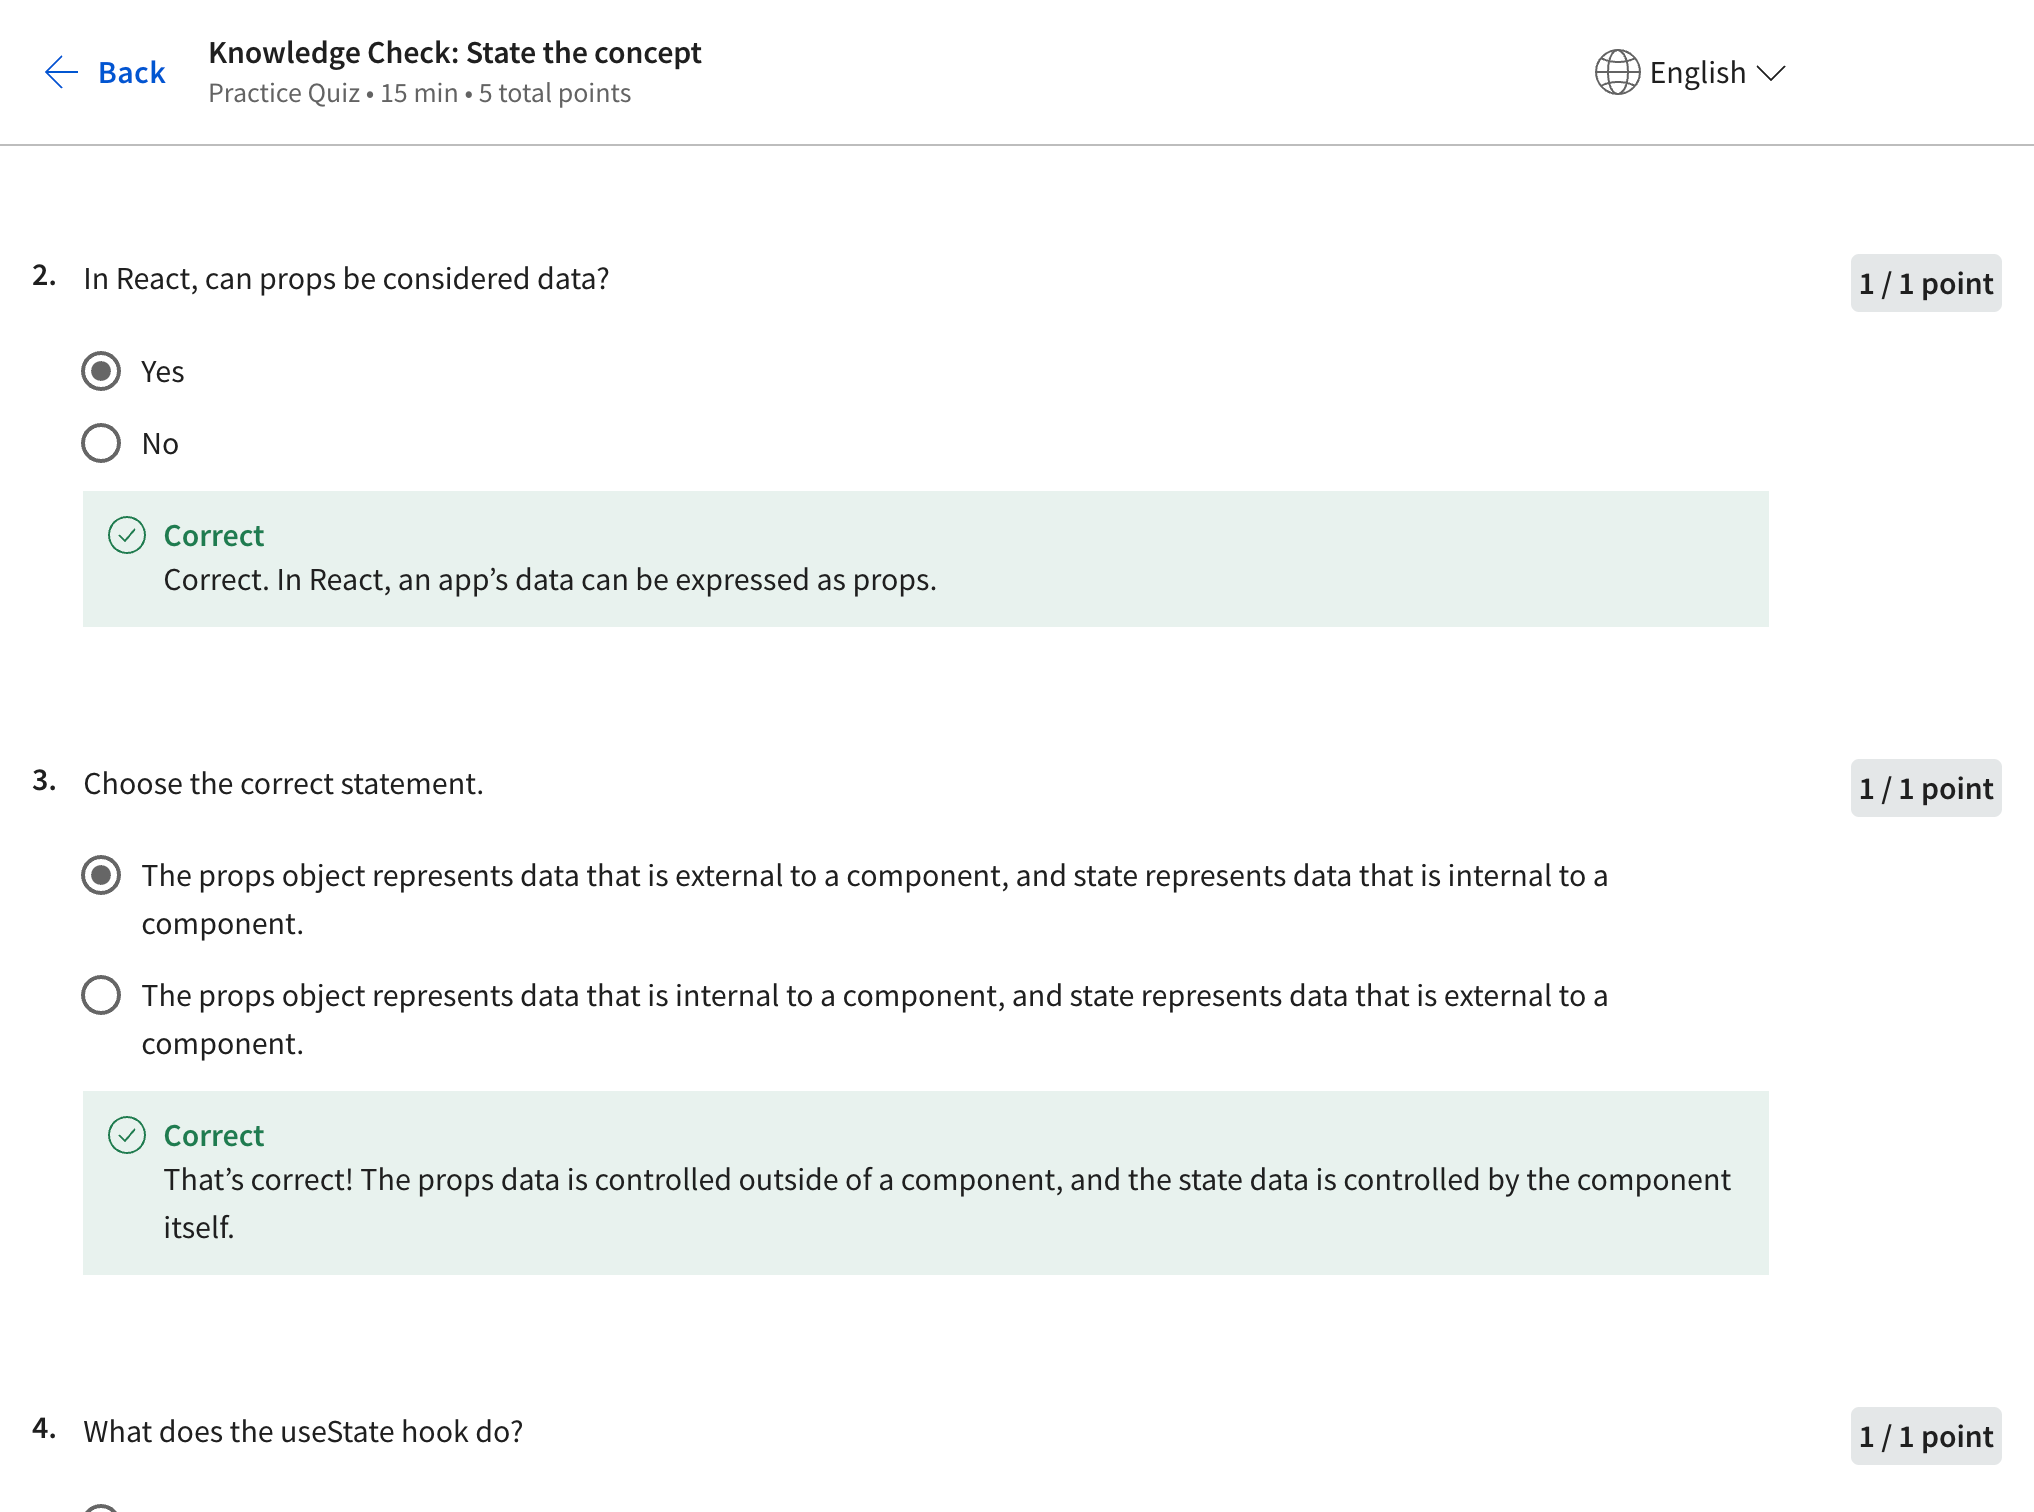 Back
Knowledge Check: State the concept
Practice Quiz • 15 min • 5 total points
English
2. In React, can props be considered data?
1 / 1 point
Yes
No
Correct
Correct. In React, an app’s data can be expressed as props.
3. Choose the correct statement.
1 / 1 point
The props object represents data that is external to a component, and state represents data that is internal to a
component.
The props object represents data that is internal to a component, and state represents data that is external to a
component.
Correct
That’s correct! The props data is controlled outside of a component, and the state data is controlled by the component
itself.
4. What does the useState hook do?
1 / 1 point